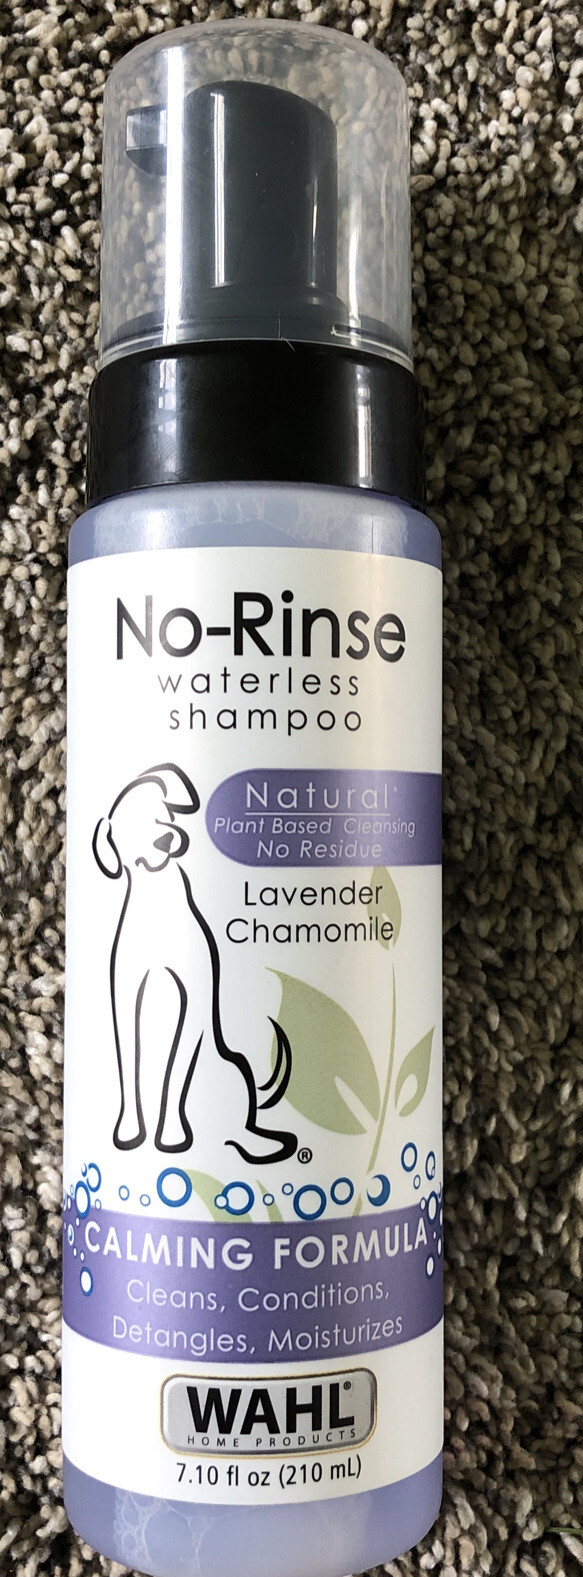 No-Rinse
waterless
shampoo
Natural*
Plant Based Cleansing
No Residue
Lavender
Chamomile
®
CALMING FORMULA
Cleans, Conditions,
Detangles, Moisturizes
WAHL®
HOME PRODUCTS
7.10 fl oz (210 mL)